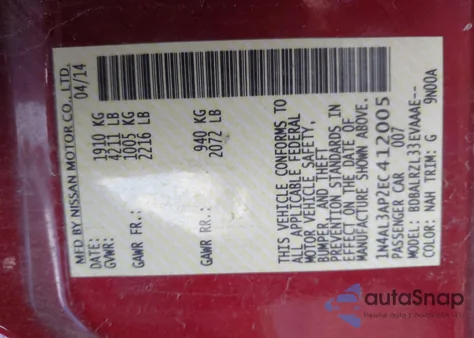 MFD BY NISSAN MOTOR CO., LTD.
DATE: 04/14
GVWR: 1910 KG
4211 LB
GAWR FR.: 1005 KG
2216 LB
GAWR RR.: 940 KG
2072 LB
THIS VEHICLE CONFORMS TO
ALL APPLICABLE FEDERAL
MOTOR VEHICLE SAFETY,
BUMPER, AND THEFT
PREVENTION STANDARDS IN
EFFECT ON THE DATE OF
MANUFACTURE SHOWN ABOVE.
1N4AL3AP2EC412005
PASSENGER CAR 007
MODEL: BDBALRZL33EVAAAE--
COLOR: NAH TRIM: G 9N00A
autaSnap